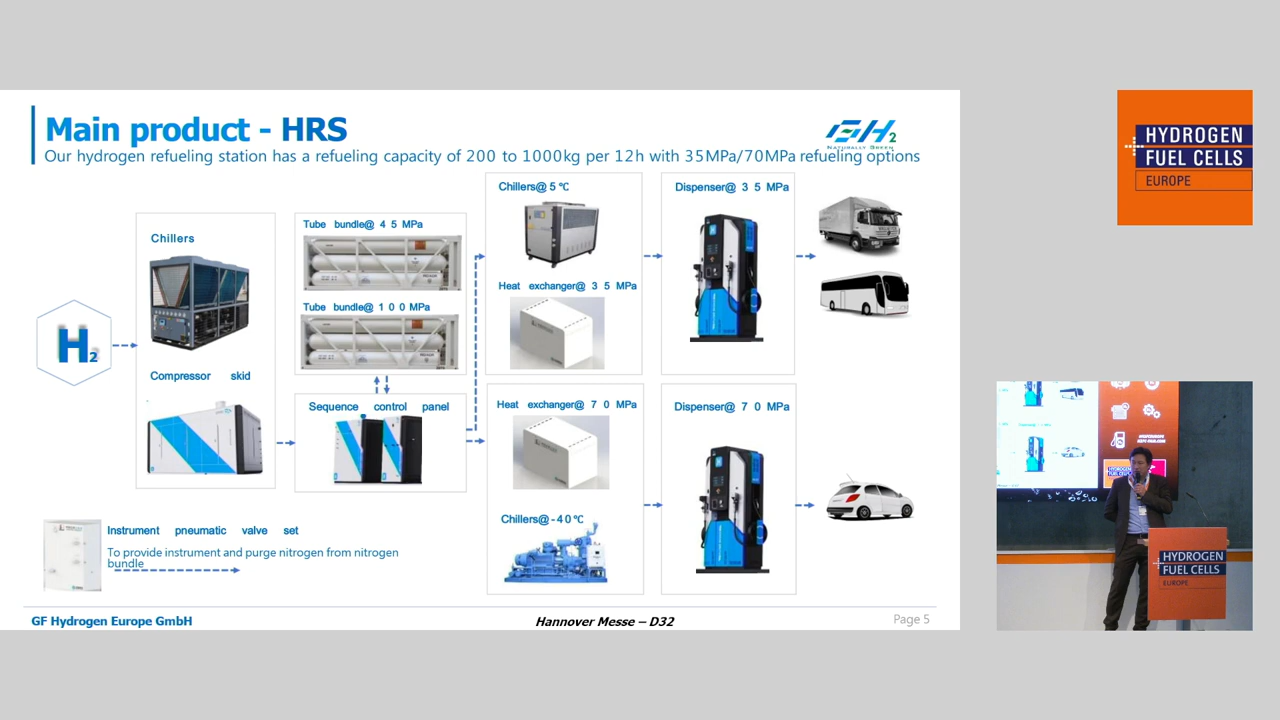 Main product - HRS
GH2
NATURALLY GREEN
Our hydrogen refueling station has a refueling capacity of 200 to 1000kg per 12h with 35MPa/70MPa refueling options
Chillers
Compressor skid
H2
Tube bundle@ 4 5 MPa
Tube bundle@ 1 0 0 MPa
Sequence control panel
Chillers@ 5 ℃
Heat exchanger@ 3 5 MPa
Dispenser@ 3 5 MPa
Heat exchanger@ 7 0 MPa
Chillers@ - 4 0 ℃
Dispenser@ 7 0 MPa
Instrument pneumatic valve set
To provide instrument and purge nitrogen from nitrogen
bundle
GF Hydrogen Europe GmbH
Hannover Messe – D32
Page 5
HYDROGEN
FUEL CELLS
EUROPE
HYDROGEN
FUEL CELLS
EUROPE